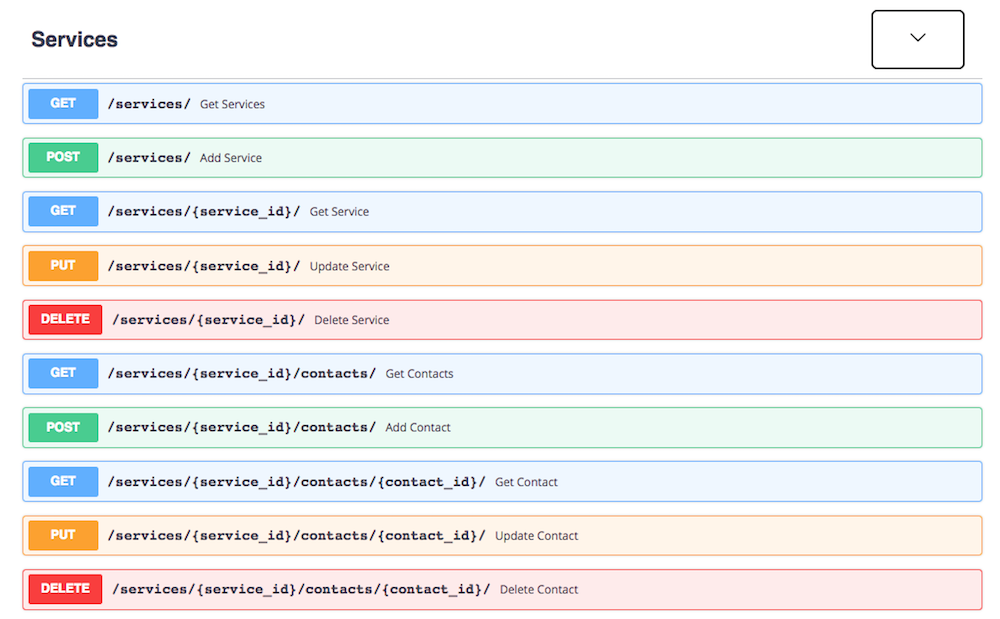 Services
GET /services/ Get Services
POST /services/ Add Service
GET /services/{service_id}/ Get Service
PUT /services/{service_id}/ Update Service
DELETE /services/{service_id}/ Delete Service
GET /services/{service_id}/contacts/ Get Contacts
POST /services/{service_id}/contacts/ Add Contact
GET /services/{service_id}/contacts/{contact_id}/ Get Contact
PUT /services/{service_id}/contacts/{contact_id}/ Update Contact
DELETE /services/{service_id}/contacts/{contact_id}/ Delete Contact